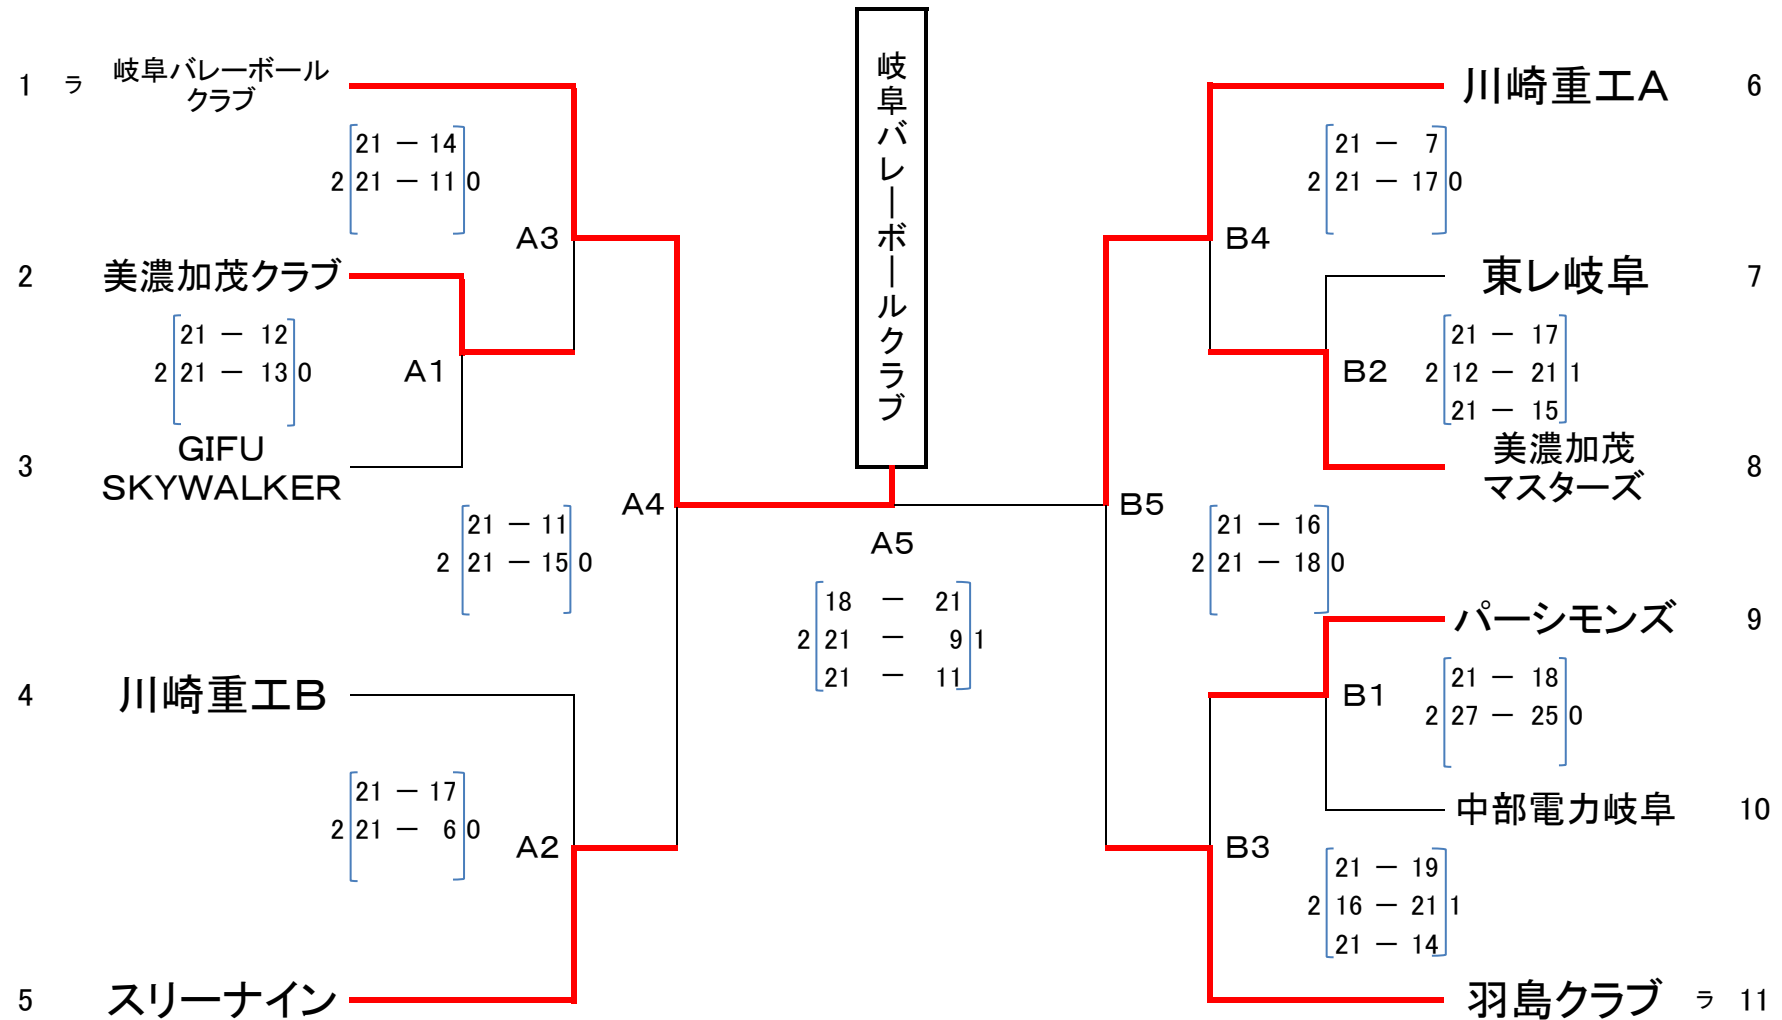 岐阜バレーボールクラブ
1 ラ 岐阜バレーボール
クラブ
21 － 14
2 21 － 11 0
A3
2 美濃加茂クラブ
21 － 12
2 21 － 13 0
A1
3 GIFU
SKYWALKER
A4
21 － 11
2 21 － 15 0
4 川崎重工B
21 － 17
2 21 － 6 0
A2
5 スリーナイン
A5
18 － 21
2 21 － 9 1
21 － 11
川崎重工A 6
21 － 7
2 21 － 17 0
B4
東レ岐阜 7
21 － 17
B2 2 12 － 21 1
21 － 15
美濃加茂
マスターズ 8
B5
21 － 16
2 21 － 18 0
パーシモンズ 9
21 － 18
B1
2 27 － 25 0
中部電力岐阜 10
B3
21 － 19
2 16 － 21 1
21 － 14
羽島クラブ ラ 11